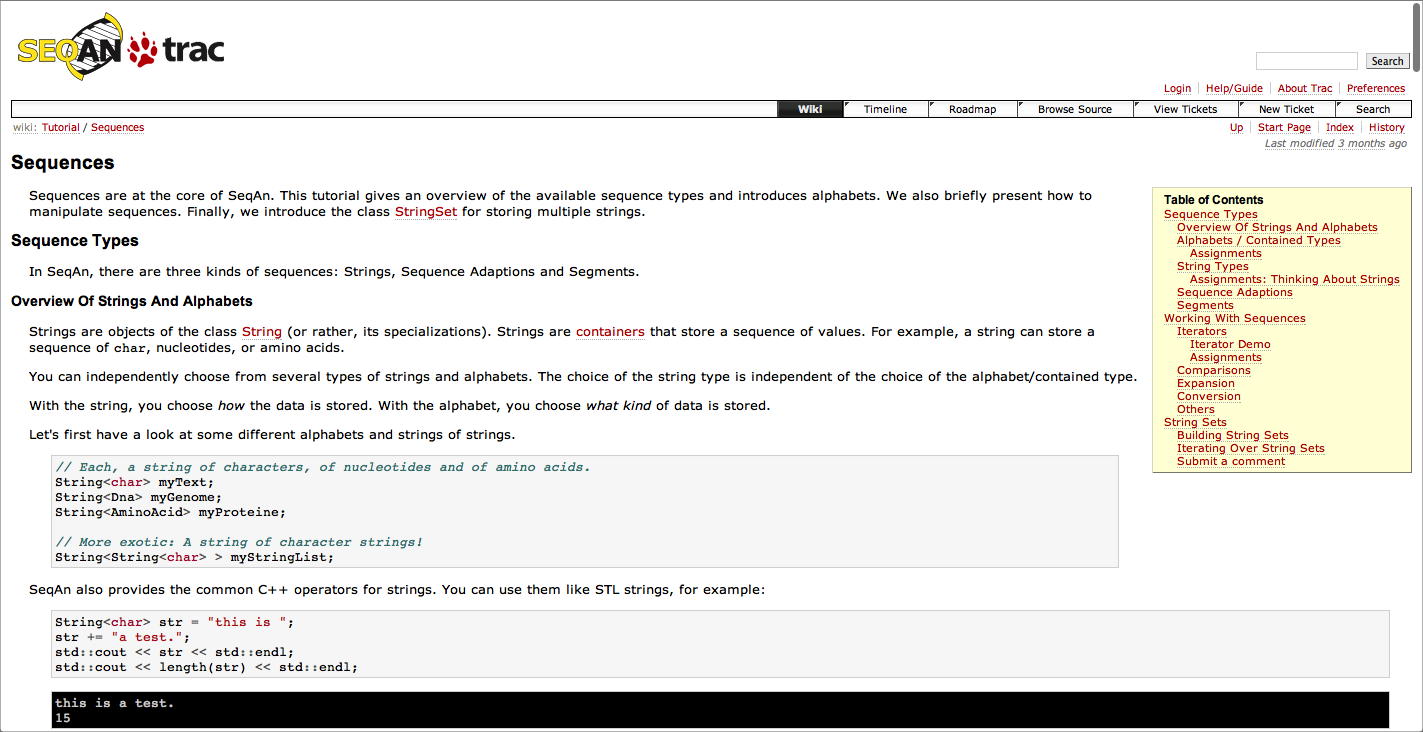 SEQAN trac
Search
Login Help/Guide About Trac Preferences
Wiki Timeline Roadmap Browse Source View Tickets New Ticket Search
wiki: Tutorial / Sequences
Up Start Page Index History
Last modified 3 months ago
Sequences
Sequences are at the core of SeqAn. This tutorial gives an overview of the available sequence types and introduces alphabets. We also briefly present how to
manipulate sequences. Finally, we introduce the class StringSet for storing multiple strings.
Sequence Types
In SeqAn, there are three kinds of sequences: Strings, Sequence Adaptions and Segments.
Overview Of Strings And Alphabets
Strings are objects of the class String (or rather, its specializations). Strings are containers that store a sequence of values. For example, a string can store a
sequence of char, nucleotides, or amino acids.
You can independently choose from several types of strings and alphabets. The choice of the string type is independent of the choice of the alphabet/contained type.
With the string, you choose how the data is stored. With the alphabet, you choose what kind of data is stored.
Let's first have a look at some different alphabets and strings of strings.
// Each, a string of characters, of nucleotides and of amino acids.
String<char> myText;
String<Dna> myGenome;
String<AminoAcid> myProteine;
// More exotic: A string of character strings!
String<String<char> > myStringList;
SeqAn also provides the common C++ operators for strings. You can use them like STL strings, for example:
String<char> str = "this is ";
str += "a test.";
std::cout << str << std::endl;
std::cout << length(str) << std::endl;
this is a test.
15
Table of Contents
Sequence Types
Overview Of Strings And Alphabets
Alphabets / Contained Types
Assignments
String Types
Assignments: Thinking About Strings
Sequence Adaptions
Segments
Working With Sequences
Iterators
Iterator Demo
Assignments
Comparisons
Expansion
Conversion
Others
String Sets
Building String Sets
Iterating Over String Sets
Submit a comment